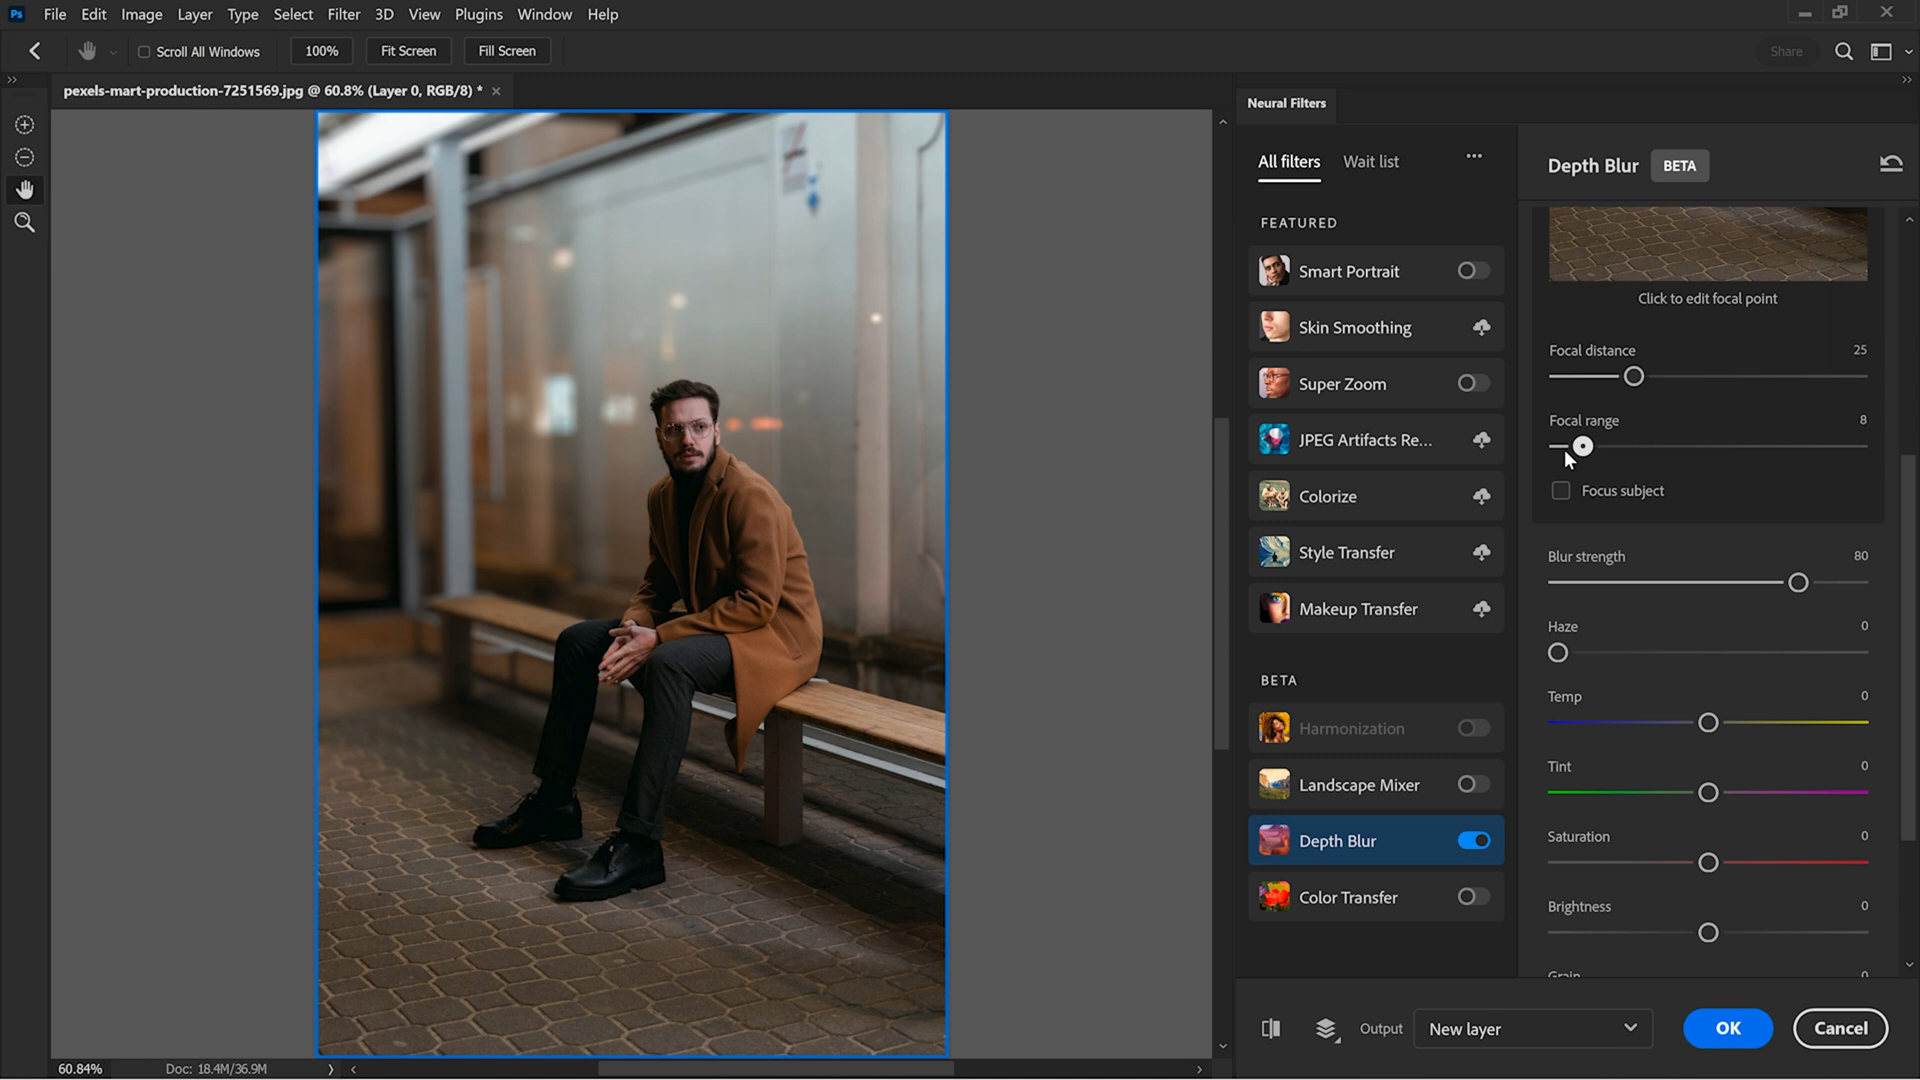 Ps File Edit Image Layer Type Select Filter 3D View Plugins Window Help
Scroll All Windows 100% Fit Screen Fill Screen Share
pexels-mart-production-7251569.jpg @ 60.8% (Layer 0, RGB/8) *
Neural Filters
All filters Wait list
FEATURED
Smart Portrait
Skin Smoothing
Super Zoom
JPEG Artifacts Re...
Colorize
Style Transfer
Makeup Transfer
BETA
Harmonization
Landscape Mixer
Depth Blur
Color Transfer
Depth Blur BETA
Click to edit focal point
Focal distance 25
Focal range 8
Focus subject
Blur strength 80
Haze 0
Temp 0
Tint 0
Saturation 0
Brightness 0
Grain 0
Output New layer OK Cancel
60.84% Doc: 18.4M/36.9M